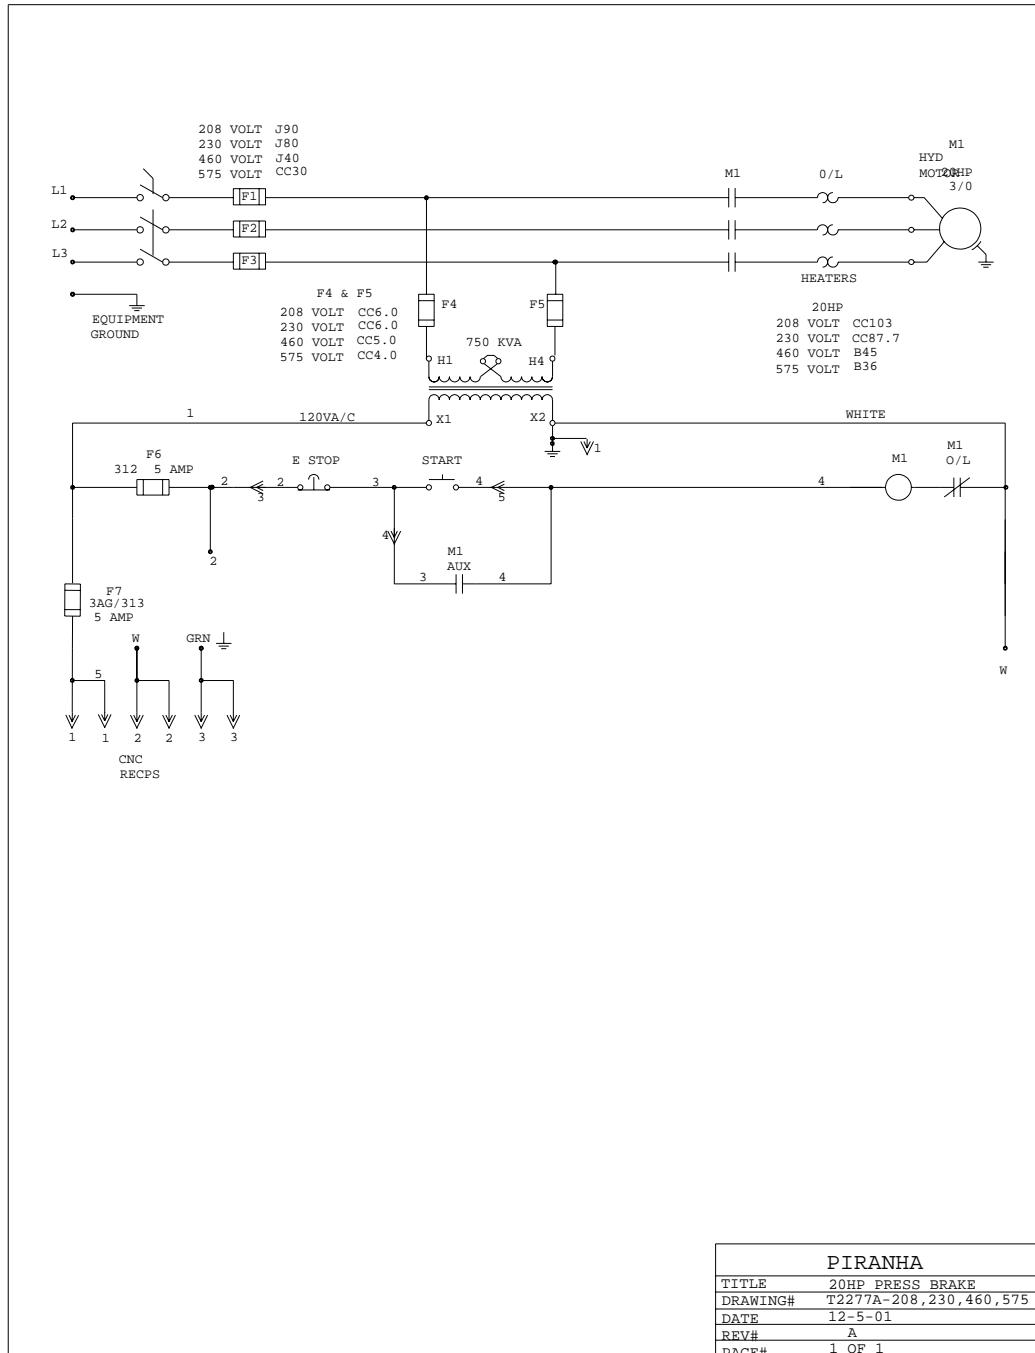 208 VOLT J90
230 VOLT J80
460 VOLT J40
575 VOLT CC30
M1
HYD
MOTOR 20HP
3/0
M1
0/L
L1
F1
L2
F2
L3
F3
HEATERS
EQUIPMENT
GROUND
F4 & F5
208 VOLT CC6.0
230 VOLT CC6.0
460 VOLT CC5.0
575 VOLT CC4.0
F4
F5
750 KVA
H1
H4
20HP
208 VOLT CC103
230 VOLT CC87.7
460 VOLT B45
575 VOLT B36
1
120VA/C
X1
X2
WHITE
1
F6
312 5 AMP
E STOP
START
M1
M1
O/L
2
3
2
3
4
5
4
2
4
M1
AUX
3
4
F7
3AG/313
5 AMP
W
GRN
W
5
1
1
2
2
3
3
CNC
RECPS
PIRANHA
TITLE 20HP PRESS BRAKE
DRAWING# T2277A-208,230,460,575
DATE 12-5-01
REV# A
PAGE# 1 OF 1